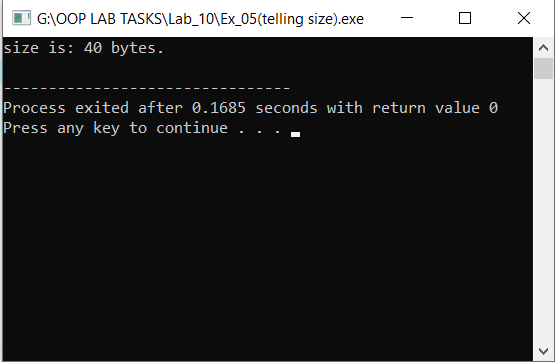 G:\OOP LAB TASKS\Lab_10\Ex_05(telling size).exe
size is: 40 bytes.
--------------------------------
Process exited after 0.1685 seconds with return value 0
Press any key to continue . . .